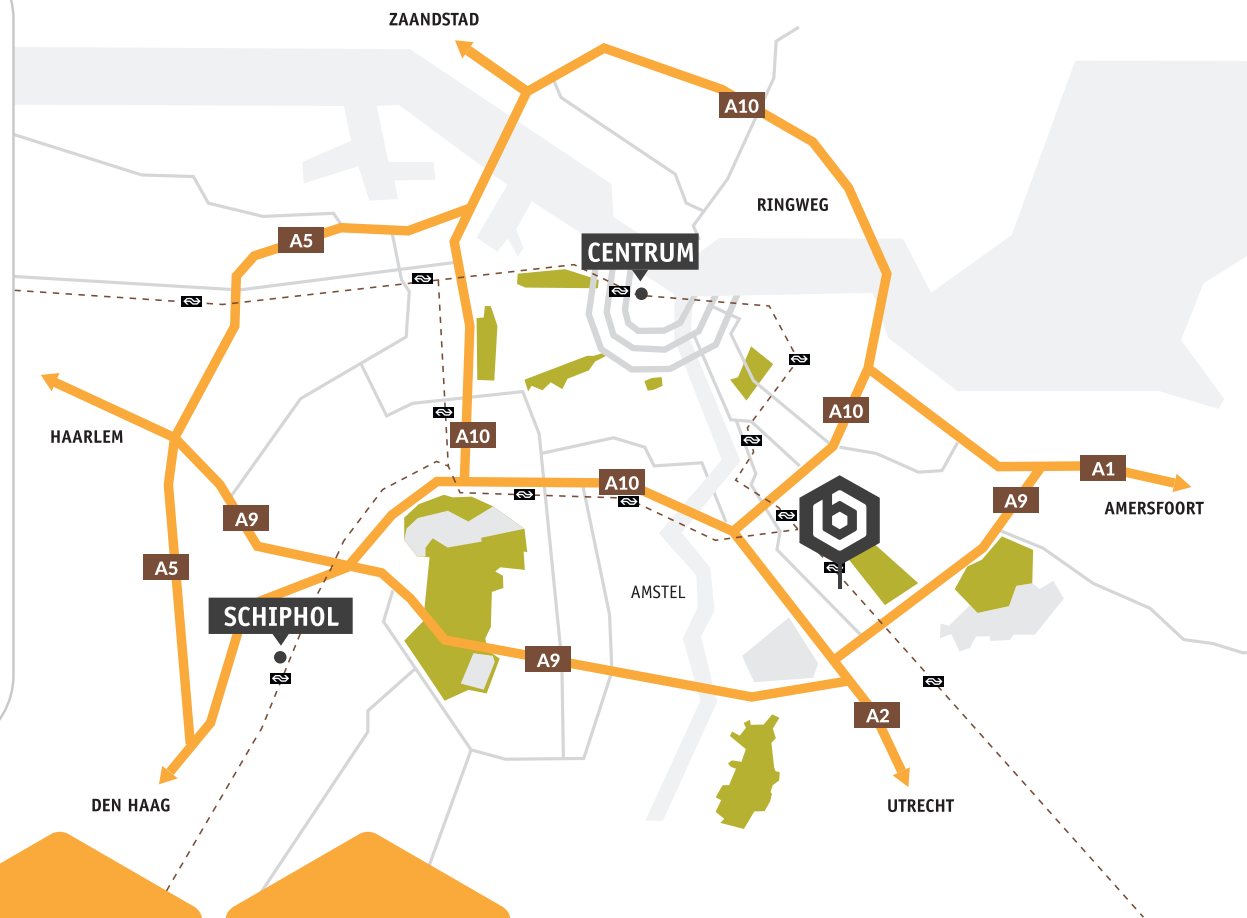 ZAANDSTAD
A10
RINGWEG
A5
CENTRUM
A10
HAARLEM
A10
A1
A10
A9
AMERSFOORT
A9
A5
AMSTEL
SCHIPHOL
A9
A2
DEN HAAG
UTRECHT
b